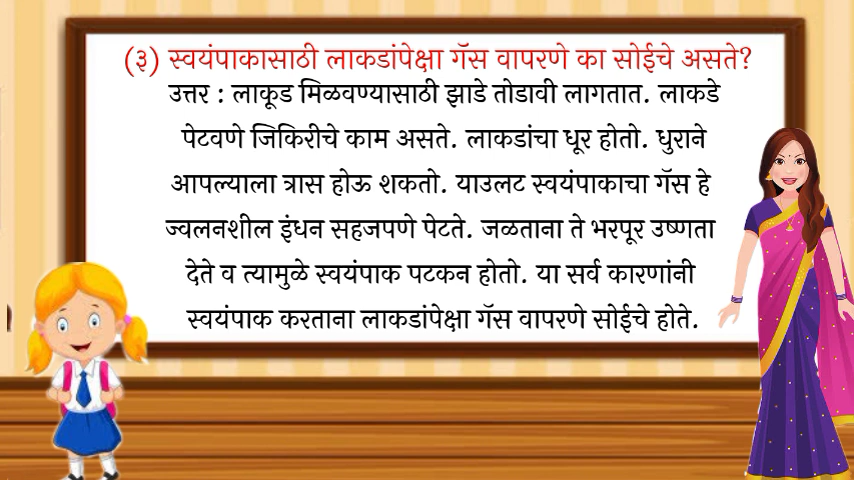 (३) स्वयंपाकासाठी लाकडांपेक्षा गॅस वापरणे का सोईचे असते?
उत्तर : लाकूड मिळवण्यासाठी झाडे तोडावी लागतात. लाकडे
पेटवणे जिकिरीचे काम असते. लाकडांचा धूर होतो. धुराने
आपल्याला त्रास होऊ शकतो. याउलट स्वयंपाकाचा गॅस हे
ज्वलनशील इंधन सहजपणे पेटते. जळताना ते भरपूर उष्णता
देते व त्यामुळे स्वयंपाक पटकन होतो. या सर्व कारणांनी
स्वयंपाक करताना लाकडांपेक्षा गॅस वापरणे सोईचे होते.